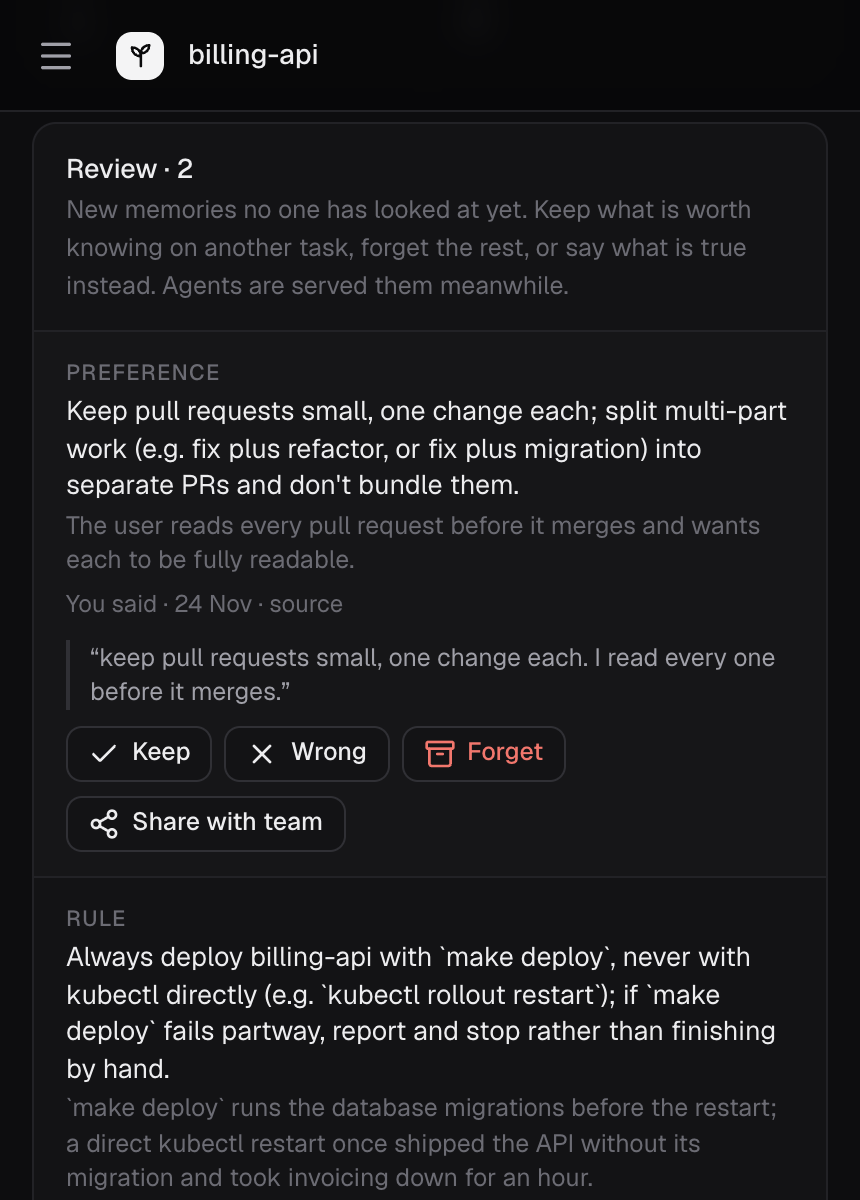 billing-api
Review · 2
New memories no one has looked at yet. Keep what is worth
knowing on another task, forget the rest, or say what is true
instead. Agents are served them meanwhile.
PREFERENCE
Keep pull requests small, one change each; split multi-part
work (e.g. fix plus refactor, or fix plus migration) into
separate PRs and don't bundle them.
The user reads every pull request before it merges and wants
each to be fully readable.
You said · 24 Nov · source
“keep pull requests small, one change each. I read every one
before it merges.”
Keep
Wrong
Forget
Share with team
RULE
Always deploy billing-api with `make deploy`, never with
kubectl directly (e.g. `kubectl rollout restart`); if `make
deploy` fails partway, report and stop rather than finishing
by hand.
`make deploy` runs the database migrations before the restart;
a direct kubectl restart once shipped the API without its
migration and took invoicing down for an hour.